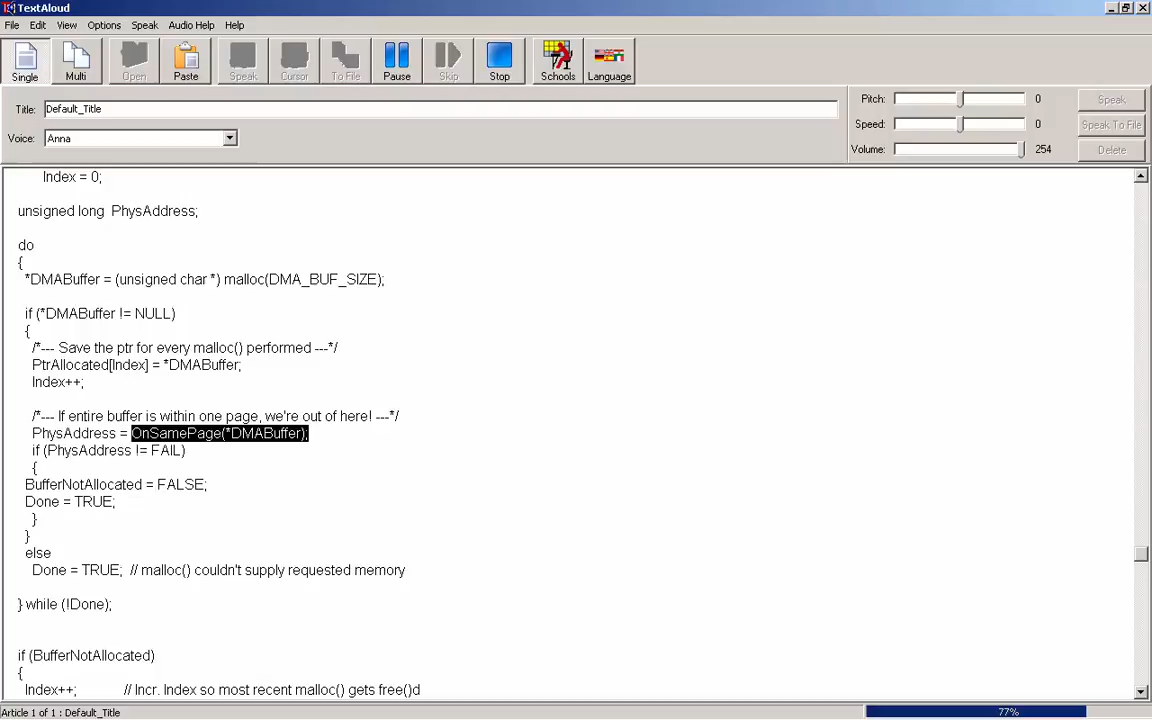 TextAloud
File Edit View Options Speak Audio Help Help
Single Multi Open Paste Speak Cursor To File Pause Skip Stop Schools Language
Title: Default_Title
Voice: Anna
Pitch: 0 Speak
Speed: 0 Speak To File
Volume: 254 Delete
Index = 0;
unsigned long PhysAddress;
do
{
*DMABuffer = (unsigned char *) malloc(DMA_BUF_SIZE);
if (*DMABuffer != NULL)
{
/*--- Save the ptr for every malloc() performed ---*/
PtrAllocated[Index] = *DMABuffer;
Index++;
/*--- If entire buffer is within one page, we're out of here! ---*/
PhysAddress = OnSamePage(*DMABuffer);
if (PhysAddress != FAIL)
{
BufferNotAllocated = FALSE;
Done = TRUE;
}
}
else
Done = TRUE; // malloc() couldn't supply requested memory
} while (!Done);
if (BufferNotAllocated)
{
Index++; // Incr. Index so most recent malloc() gets free()d
Article 1 of 1 : Default_Title 77%